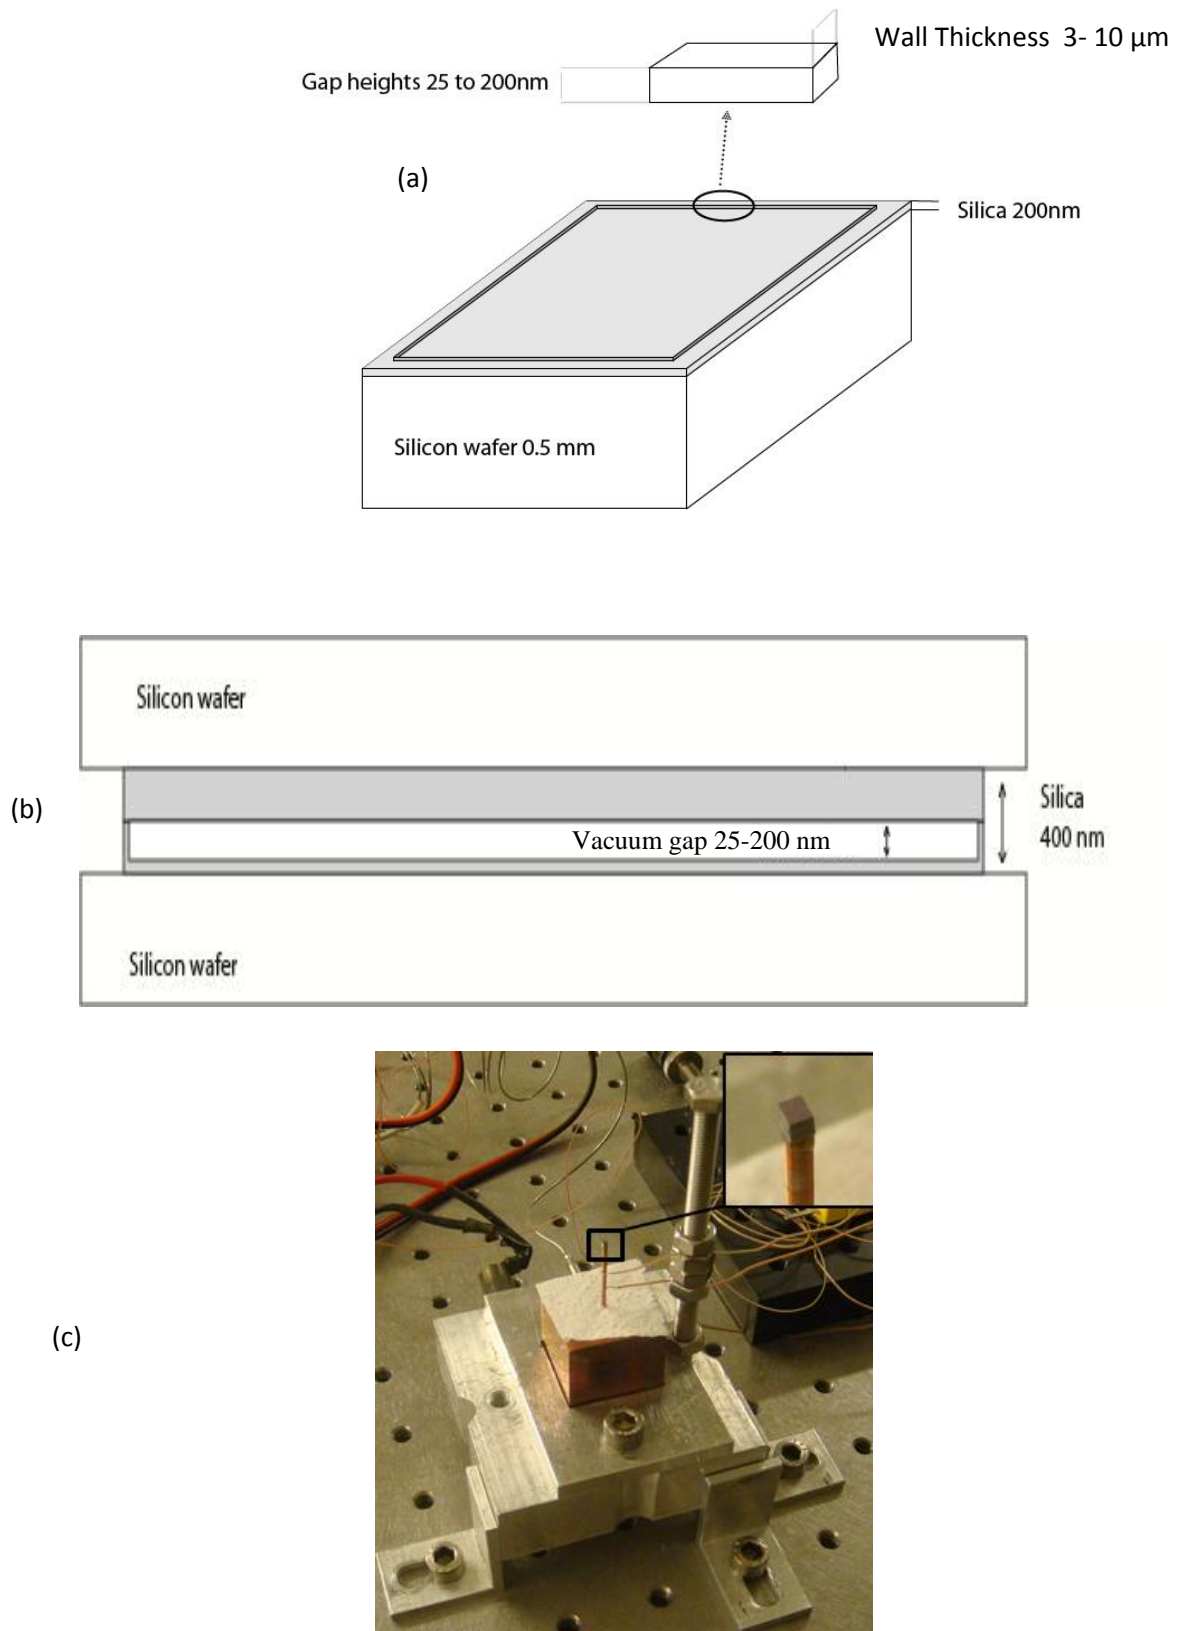 Wall Thickness 3- 10 µm
Gap heights 25 to 200nm
(a)
Silica 200nm
Silicon wafer 0.5 mm
Silicon wafer
(b)
Silica
400 nm
Vacuum gap 25-200 nm
Silicon wafer
(c)